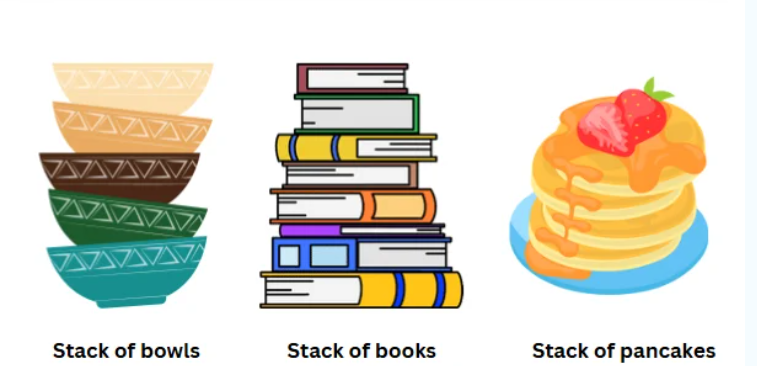 Stack of bowls
Stack of books
Stack of pancakes